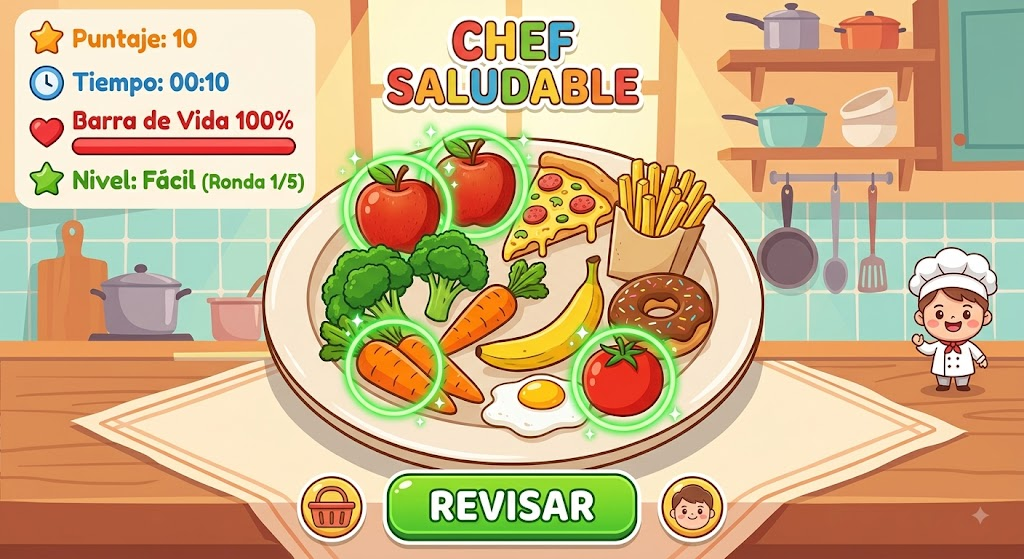 Puntaje: 10
Tiempo: 00:10
Barra de Vida 100%
Nivel: Fácil (Ronda 1/5)
CHEF
SALUDABLE
REVISAR